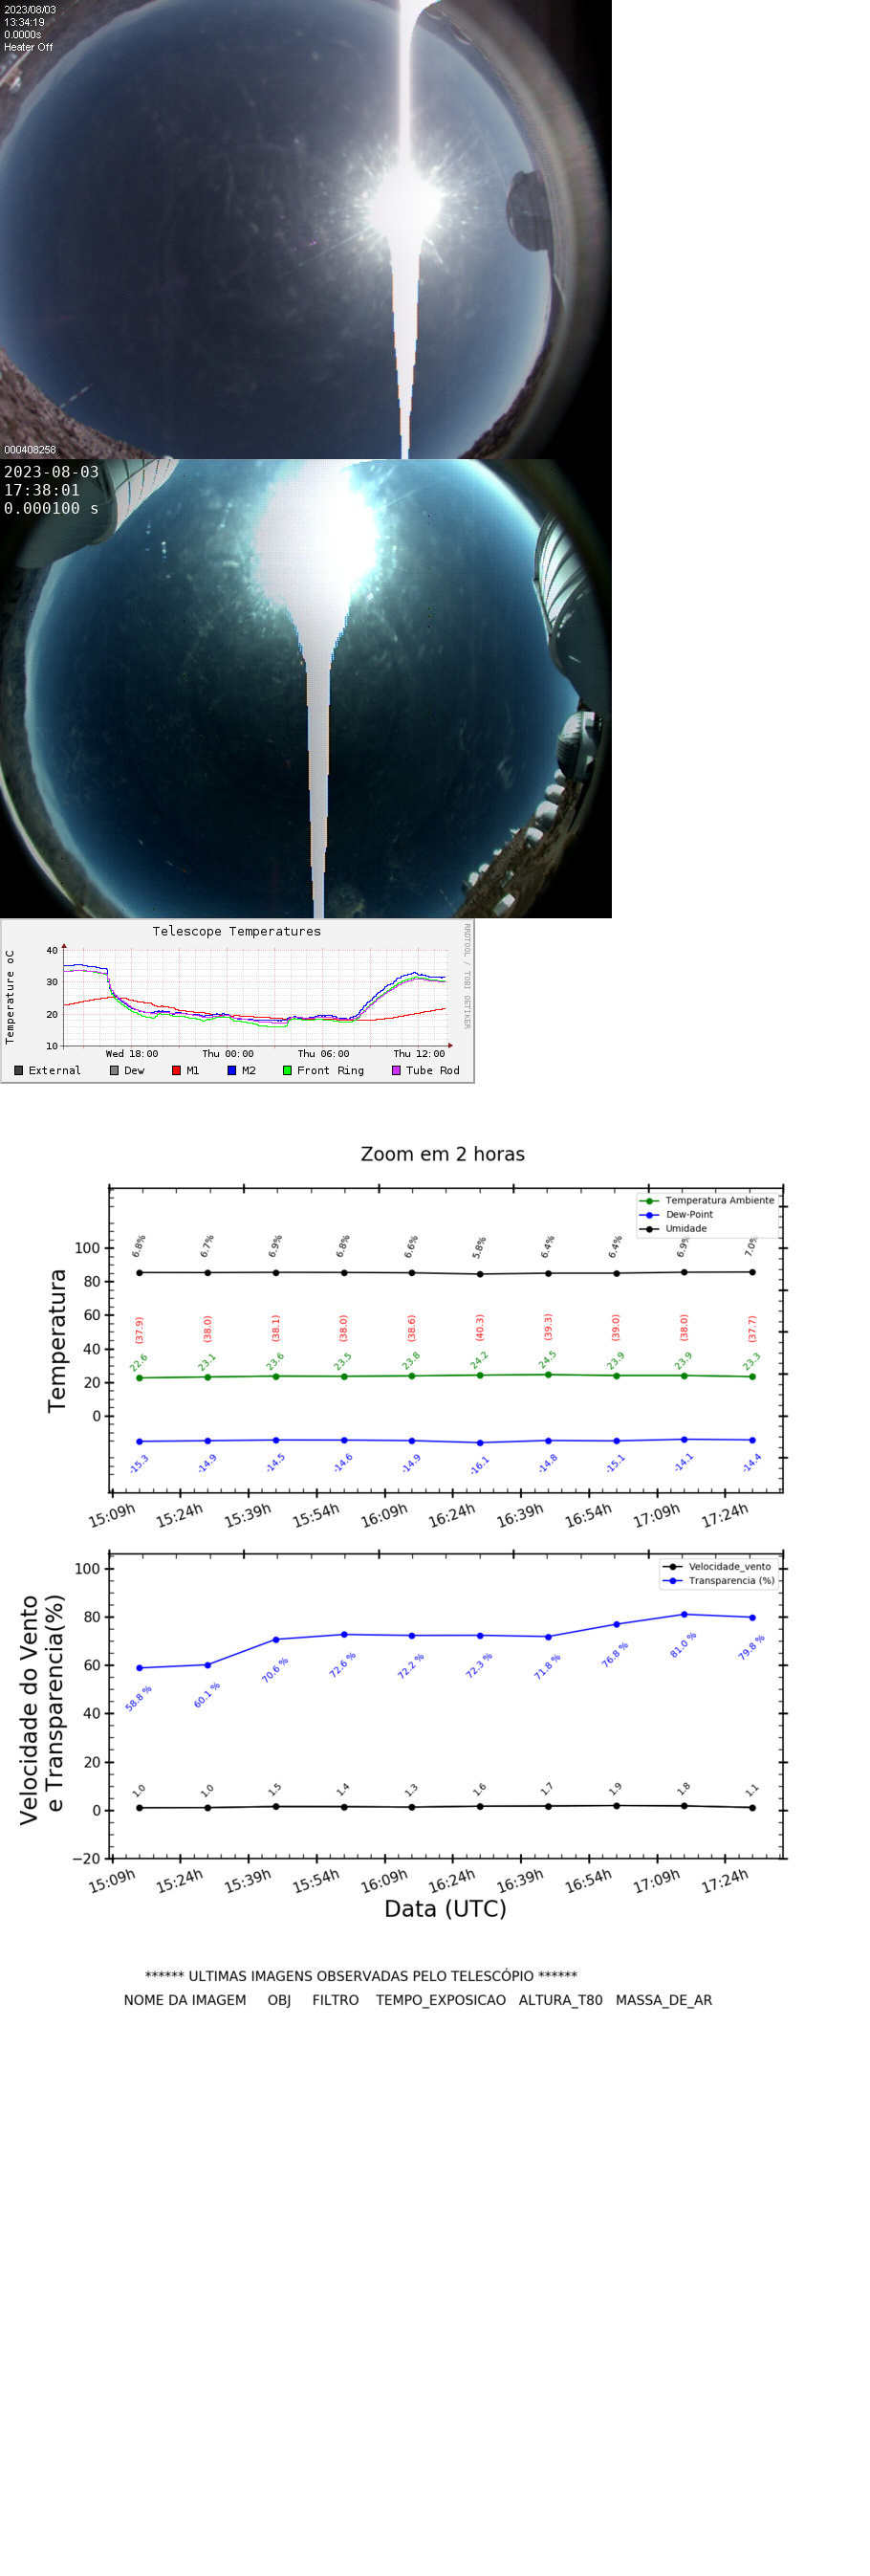 2023/08/03
13:34:19
0.0000s
Heater Off
000408258
2023-08-03
17:38:01
0.000100 s
Telescope Temperatures
RRDTOOL / TOBI OETIKER
Temperature oC
40
30
20
10
Wed 18:00 Thu 00:00 Thu 06:00 Thu 12:00
External Dew M1 M2 Front Ring Tube Rod
Zoom em 2 horas
Temperatura Ambiente
Dew-Point
Umidade
Temperatura
100
80
60
40
20
0
6.8% 6.7% 6.9% 6.8% 6.6% 5.8% 6.4% 6.4% 6.9% 7.0%
(37.9) (38.0) (38.1) (38.0) (38.6) (40.3) (39.3) (39.0) (38.0) (37.7)
22.6 23.1 23.6 23.5 23.8 24.2 24.5 23.9 23.9 23.3
-15.3 -14.9 -14.5 -14.6 -14.9 -16.1 -14.8 -15.1 -14.1 -14.4
15:09h 15:24h 15:39h 15:54h 16:09h 16:24h 16:39h 16:54h 17:09h 17:24h
Velocidade_vento
Transparencia (%)
Velocidade do Vento
e Transparencia(%)
100
80
60
40
20
0
−20
58.8 % 60.1 % 70.6 % 72.6 % 72.2 % 72.3 % 71.8 % 76.8 % 81.0 % 79.8 %
1.0 1.0 1.5 1.4 1.3 1.6 1.7 1.9 1.8 1.1
15:09h 15:24h 15:39h 15:54h 16:09h 16:24h 16:39h 16:54h 17:09h 17:24h
Data (UTC)
****** ULTIMAS IMAGENS OBSERVADAS PELO TELESCÓPIO ******
NOME DA IMAGEM OBJ FILTRO TEMPO_EXPOSICAO ALTURA_T80 MASSA_DE_AR